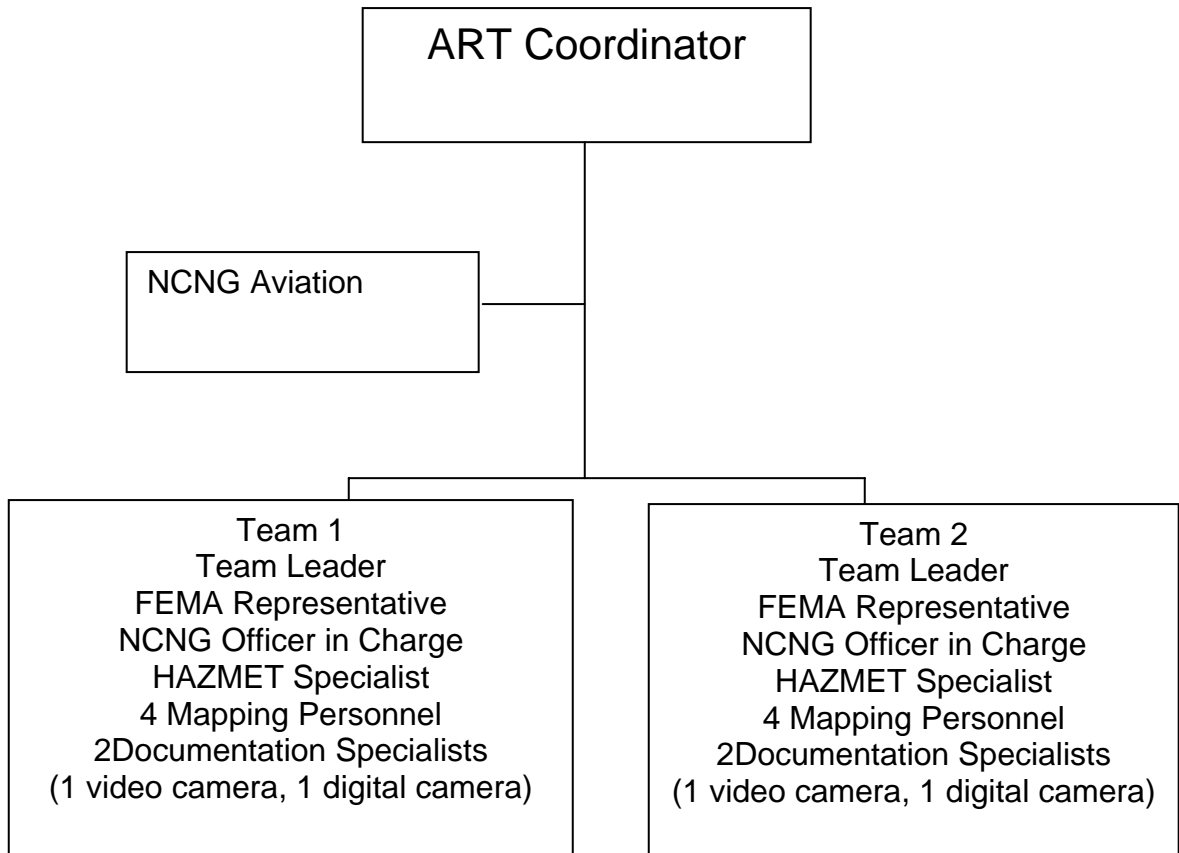 ART Coordinator
NCNG Aviation
Team 1
Team Leader
FEMA Representative
NCNG Officer in Charge
HAZMET Specialist
4 Mapping Personnel
2Documentation Specialists
(1 video camera, 1 digital camera)
Team 2
Team Leader
FEMA Representative
NCNG Officer in Charge
HAZMET Specialist
4 Mapping Personnel
2Documentation Specialists
(1 video camera, 1 digital camera)